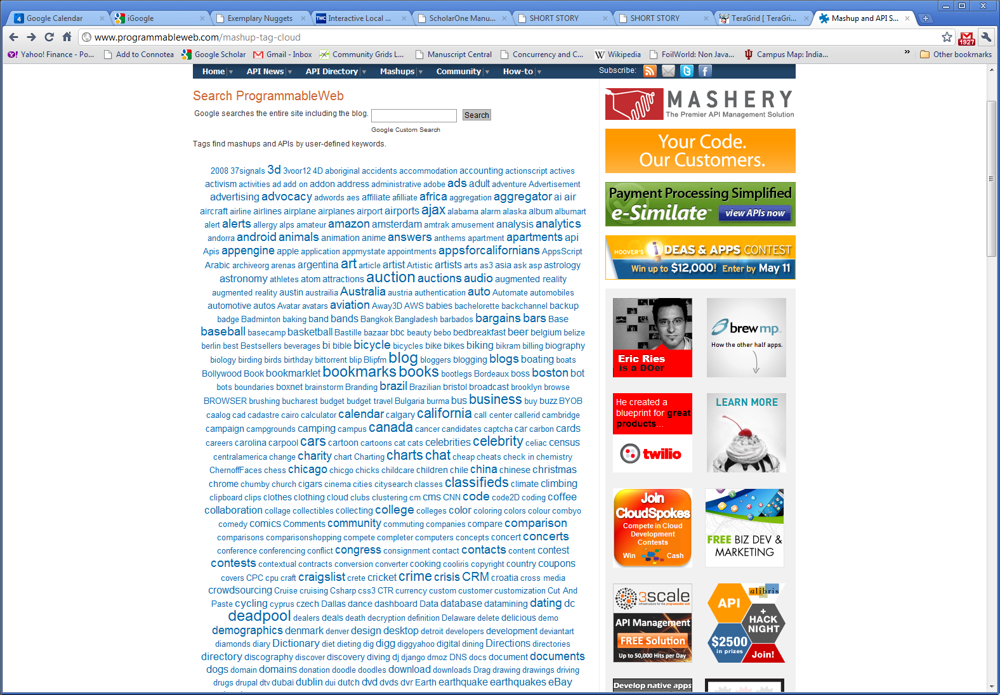 Google Calendar
iGoogle
Exemplary Nuggets
Interactive Local ...
ScholarOne Manu...
SHORT STORY
SHORT STORY
TeraGrid [ TeraGri...
Mashup and API S...
www.programmableweb.com/mashup-tag-cloud
1927
Yahoo! Finance - Po...
Add to Connotea
Google Scholar
Gmail - Inbox
Community Grids L...
Manuscript Central
Concurrency and C...
Wikipedia
FoilWorld: Non Java...
Campus Map: India...
Other bookmarks
Home API News API Directory Mashups Community How-to
Subscribe:
Search ProgrammableWeb
Google searches the entire site including the blog. Search
Google Custom Search
Tags find mashups and APIs by user-defined keywords.
2008 37signals 3d 3voor12 4D aboriginal accidents accommodation accounting actionscript actives
activism activities ad add on addon address administrative adobe ads adult adventure Advertisement
advertising advocacy adwords aes affiliate afilliate africa aggregation aggregator ai air
aircraft airline airlines airplane airplanes airport airports ajax alabama alarm alaska album albumart
alert alerts allergy alps amateur amazon amsterdam amtrak amusement analysis analytics
andorra android animals animation anime answers anthems apartment apartments api
Apis appengine apple application appmystate appointments appsforcalifornians AppsScript
Arabic archiveorg arenas argentina art article artist Artistic artists arts as3 asia ask asp astrology
astronomy athletes atom attractions auction auctions audio augmented reality
augmented reality austin austrailia Australia austria authentication auto Automate automobiles
automotive autos Avatar avatars aviation Away3D AWS babies bachelorette backchannel backup
badge Badminton baking band bands Bangkok Bangladesh barbados bargains bars Base
baseball basecamp basketball Bastille bazaar bbc beauty bebo bedbreakfast beer belgium belize
berlin best Bestsellers beverages bi bible bicycle bicycles bike bikes biking bikram billing biography
biology birding birds birthday bittorrent blip Blipfm blog bloggers blogging blogs boating boats
Bollywood Book bookmarklet bookmarks books bootlegs Bordeaux boss boston bot
bots boundaries boxnet brainstorm Branding brazil Brazilian bristol broadcast brooklyn browse
BROWSER brushing bucharest budget budget travel Bulgaria burma bus business buy buzz BYOB
caalog cad cadastre cairo calculator calendar calgary california call center callerid cambridge
campaign campgrounds camping campus canada cancer candidates captcha car carbon cards
careers carolina carpool cars cartoon cartoons cat cats celebrities celebrity celiac census
centralamerica change charity chart Charting charts chat cheap cheats check in chemistry
ChernoffFaces chess chicago chicgo chicks childcare children chile china chinese christmas
chrome chumby church cigars cinema cities citysearch classes classifieds climate climbing
clipboard clips clothes clothing cloud clubs clustering cm cms CNN code code2D coding coffee
collaboration collage collectibles collecting college colleges color coloring colors colour combyo
comedy comics Comments community commuting companies compare comparison
comparisons comparisonshopping compete completer computers concepts concert concerts
conference conferencing conflict congress consignment contact contacts content contest
contests contextual contracts conversion converter cooking cooliris copyright country coupons
covers CPC cpu craft craigslist crete cricket crime crisis CRM croatia cross media
crowdsourcing Cruise cruising Csharp css3 CTR currency custom customer customization Cut And
Paste cycling cyprus czech Dallas dance dashboard Data database datamining dating dc
deadpool dealers deals death decryption definition Delaware delete delicious demo
demographics denmark denver design desktop detroit developers development deviantart
diamonds diary Dictionary diet dieting dig digg diggyahoo digital dining Directions directories
directory discography discover discovery diving dj django dmoz DNS docs document documents
dogs domain domains donation doodle doodles download downloads Drag drawing drawings driving
drugs drupal dtv dubai dublin dui dutch dvd dvds dvr Earth earthquake earthquakes eBay
MASHERY
The Premier API Management Solution
Your Code.
Our Customers.
Payment Processing Simplified
e-Similate™ view APIs now
HOOVER'S IDEAS & APPS CONTEST
Win up to $12,000! Enter by May 11
Eric Ries
is a DOer
brew mp™
How the other half apps.
He created a
blueprint for great
products...
twilio
LEARN MORE
Join
CloudSpokes
Compete in Cloud
Development
Contests
Win Cash
FREE BIZ DEV &
MARKETING
3scale
infrastructure for the programmable web
API Management
FREE Solution
Up to 50,000 Hits per Day
alibris
API
+
HACK
NIGHT
$2500
in prizes
Join!
Develop native apps